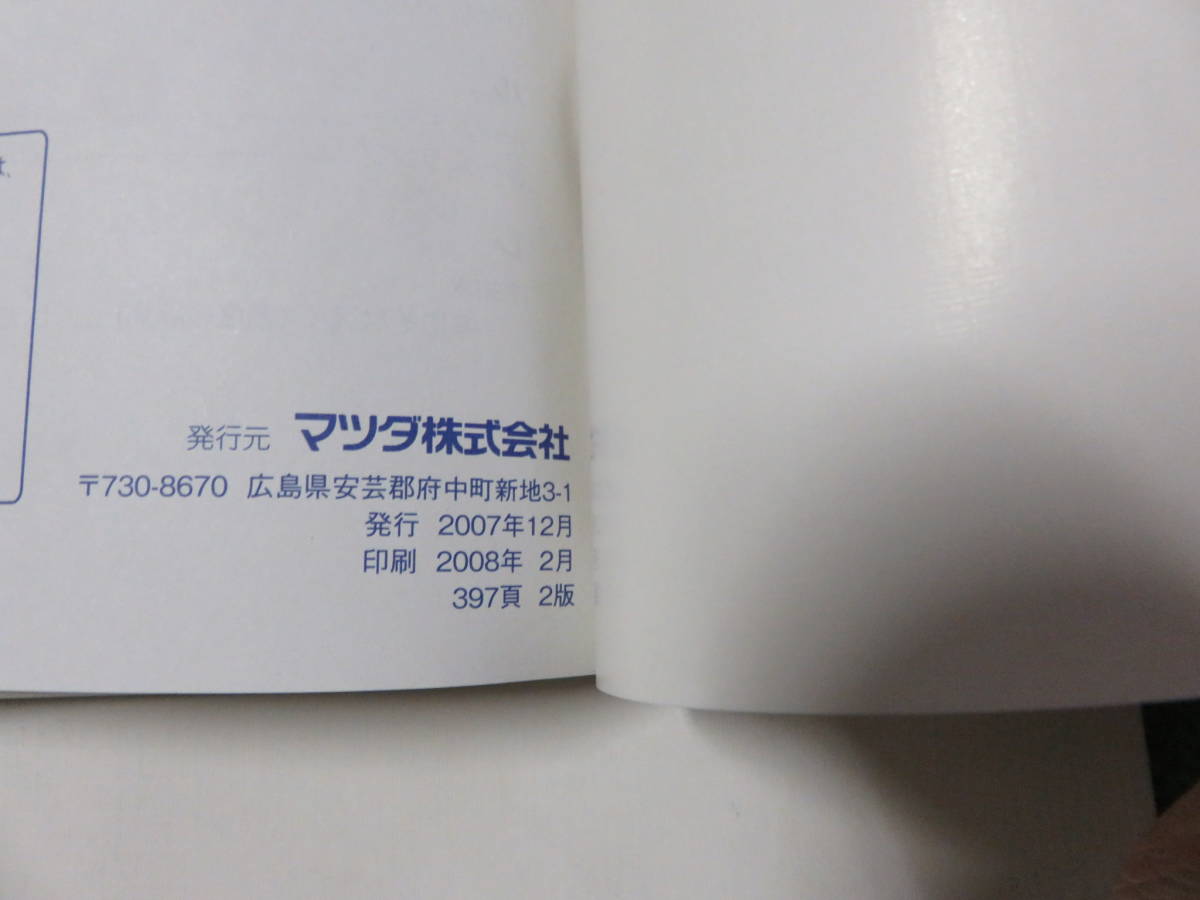 は、
発行元 マツダ株式会社
〒730-8670 広島県安芸郡府中町新地3-1
発行 2007年12月
印刷 2008年 2月
397頁 2版